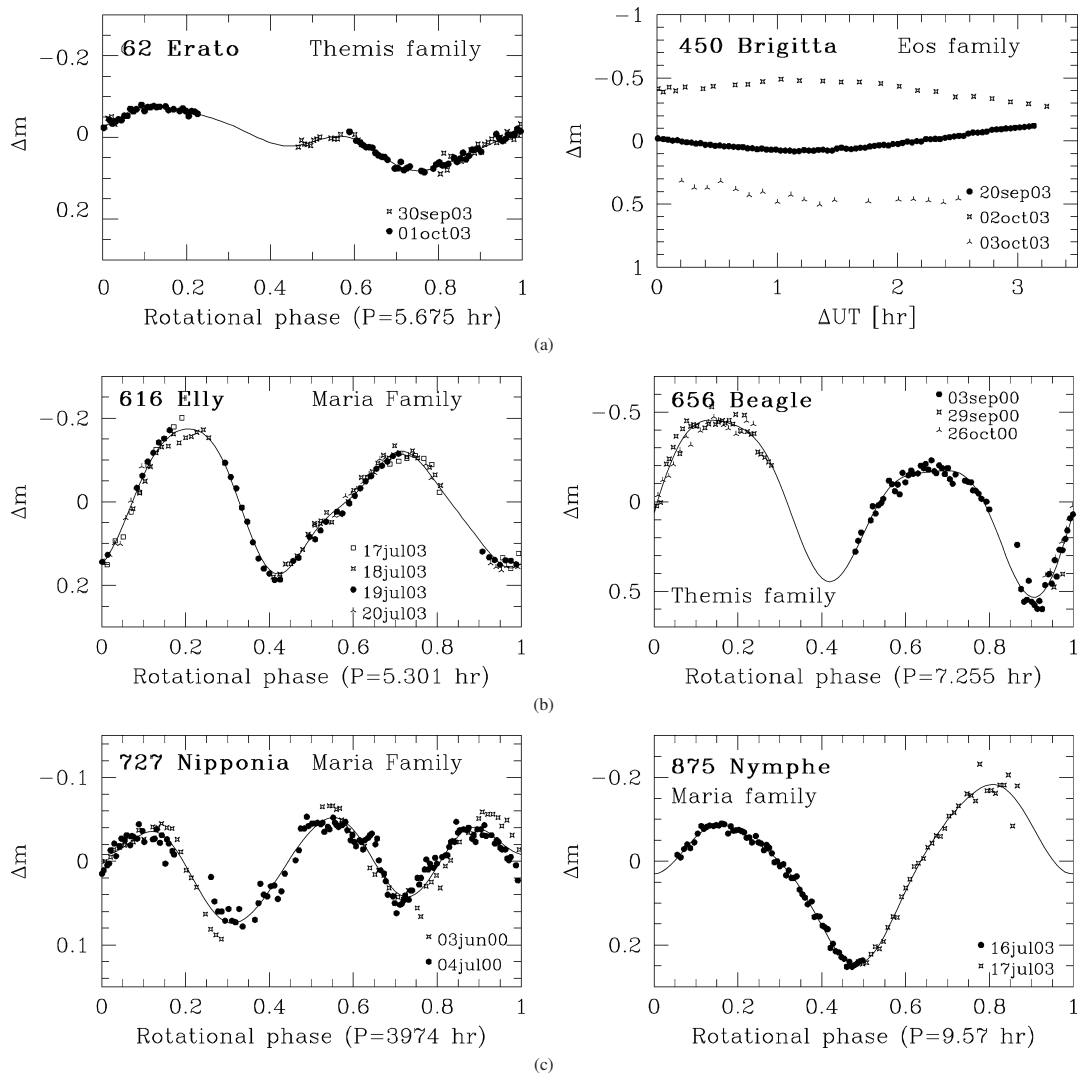 62 Erato Themis family
-0.2
0
0.2
Δm
30sep03
01oct03
0 0.2 0.4 0.6 0.8 1
Rotational phase (P=5.675 hr)
450 Brigitta Eos family
-1
-0.5
0
0.5
1
Δm
20sep03
02oct03
03oct03
0 1 2 3
ΔUT [hr]
(a)
616 Elly Maria Family
-0.2
0
0.2
Δm
17jul03
18jul03
19jul03
20jul03
0 0.2 0.4 0.6 0.8 1
Rotational phase (P=5.301 hr)
656 Beagle
03sep00
29sep00
26oct00
-0.5
0
0.5
Δm
Themis family
0 0.2 0.4 0.6 0.8 1
Rotational phase (P=7.255 hr)
(b)
727 Nipponia Maria Family
-0.1
0
0.1
Δm
03jun00
04jul00
0 0.2 0.4 0.6 0.8 1
Rotational phase (P=3974 hr)
875 Nymphe
Maria family
-0.2
0
0.2
Δm
16jul03
17jul03
0 0.2 0.4 0.6 0.8 1
Rotational phase (P=9.57 hr)
(c)